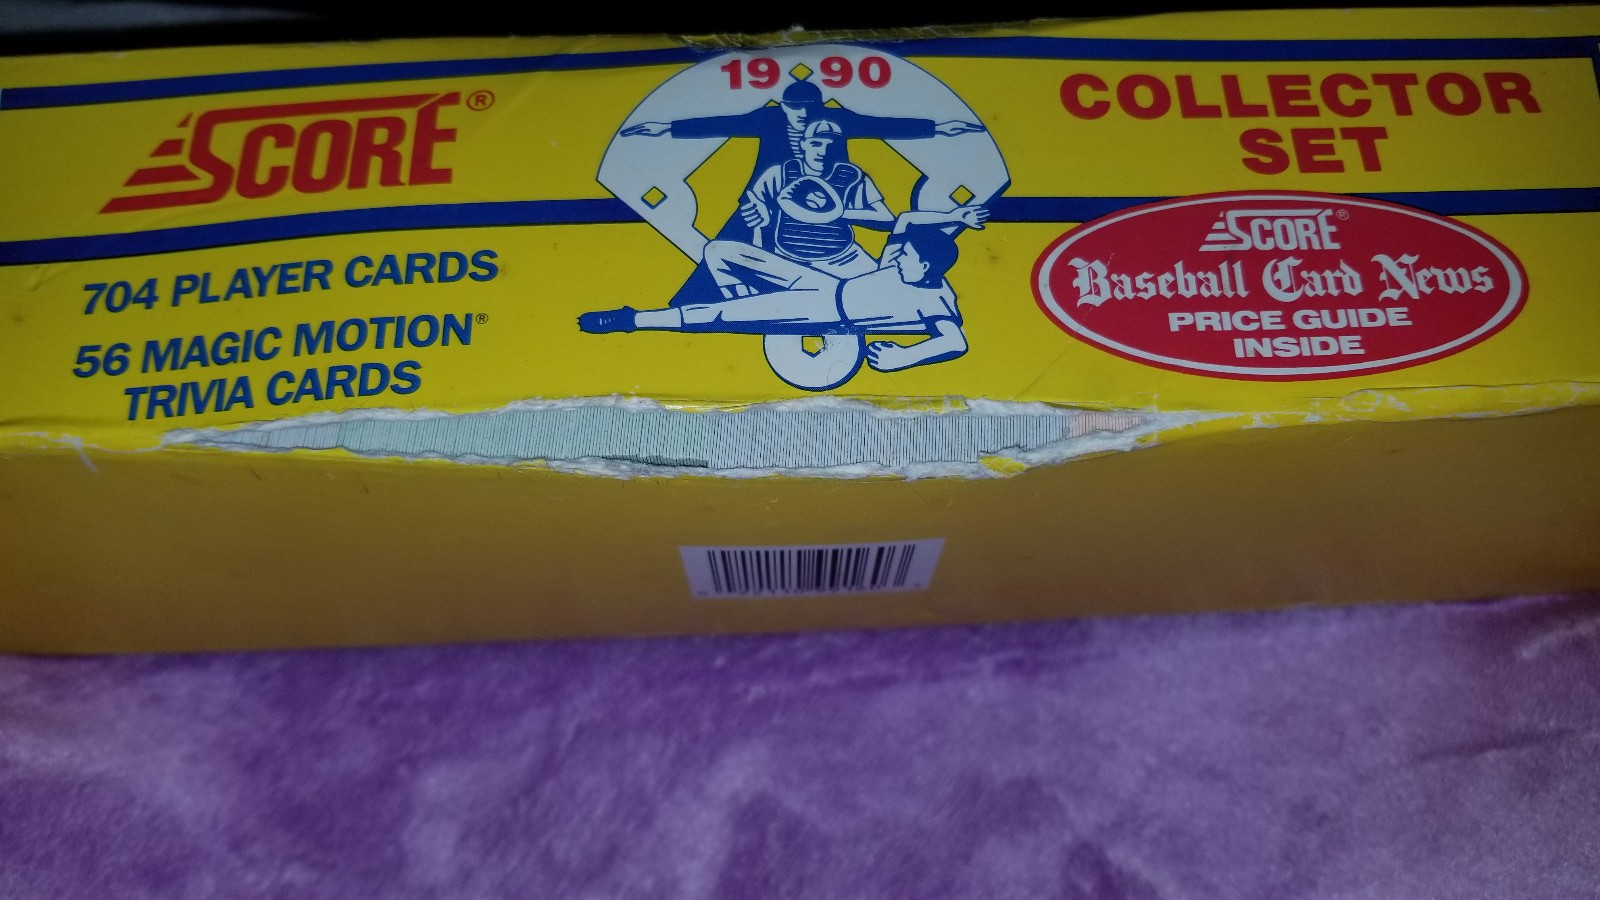 SCORE®
704 PLAYER CARDS
56 MAGIC MOTION®
TRIVIA CARDS
19 90
COLLECTOR
SET
SCORE®
Baseball Card News
PRICE GUIDE
INSIDE